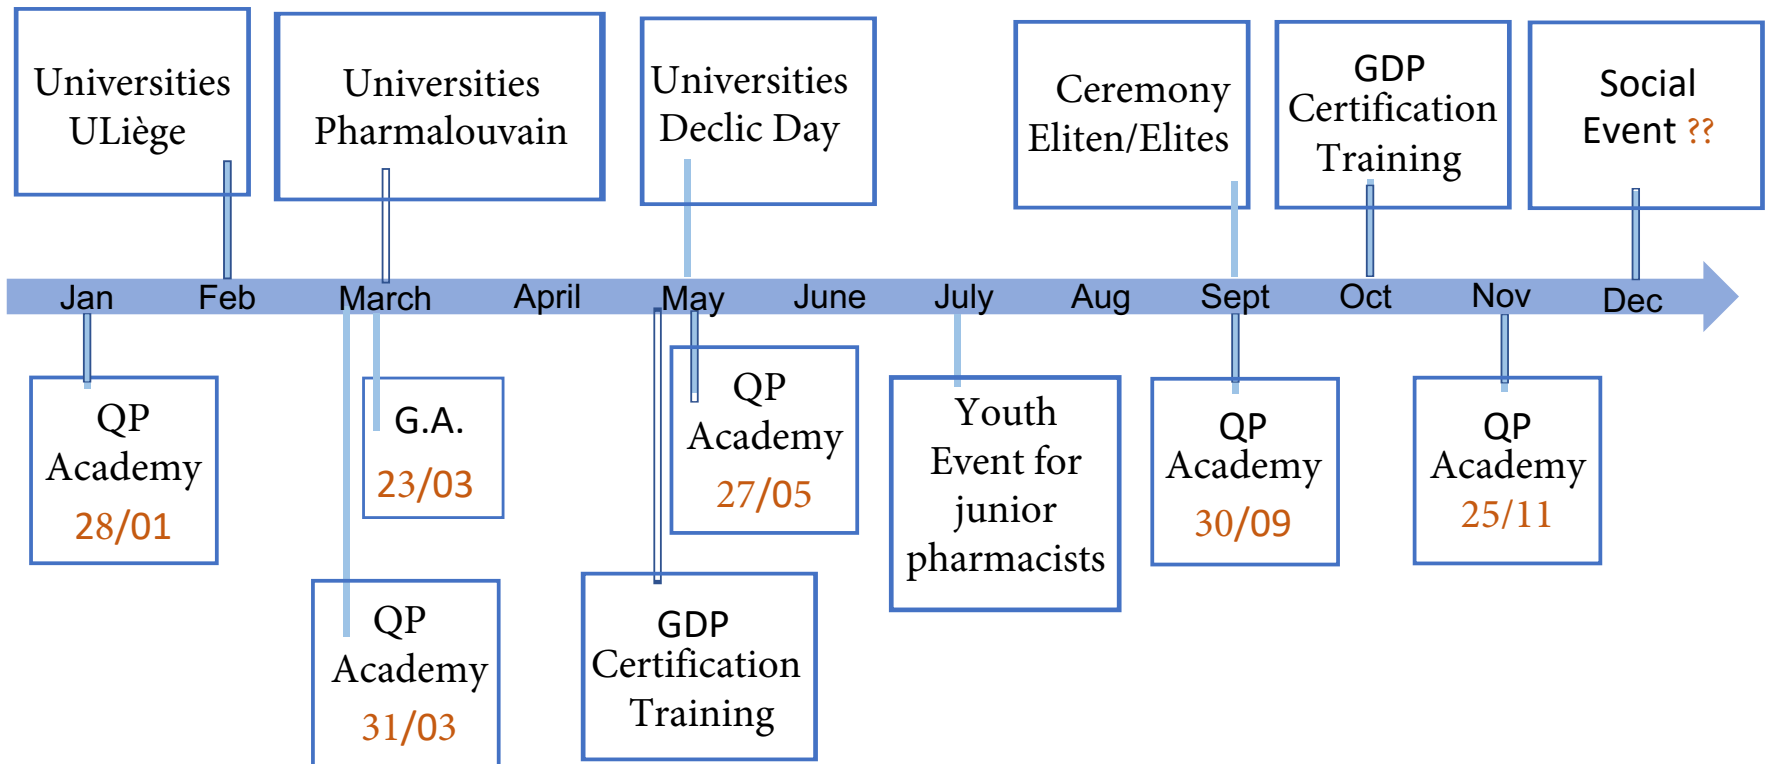 Universities
ULiège
Universities
Pharmalouvain
Universities
Declic Day
Ceremony
Eliten/Elites
GDP
Certification
Training
Social
Event ??
Jan Feb March April May June July Aug Sept Oct Nov Dec
QP
Academy
28/01
G.A.
23/03
QP
Academy
31/03
QP
Academy
27/05
GDP
Certification
Training
Youth
Event for
junior
pharmacists
QP
Academy
30/09
QP
Academy
25/11